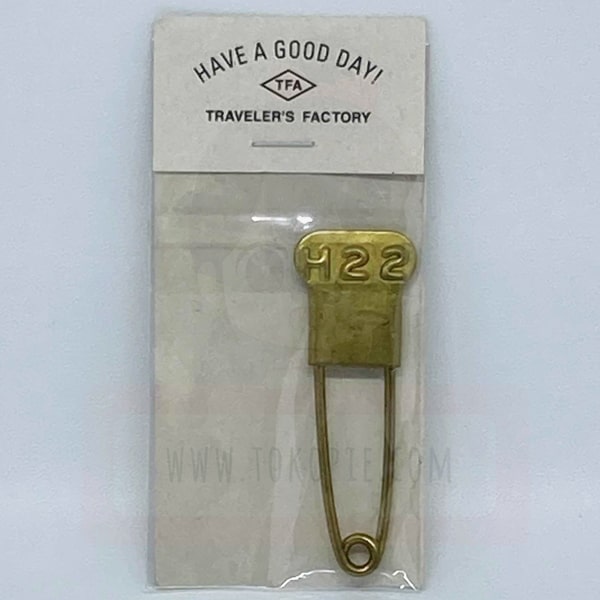 HAVE A GOOD DAY!
TFA
TRAVELER'S FACTORY
H22
WWW.TOKOPIE.COM